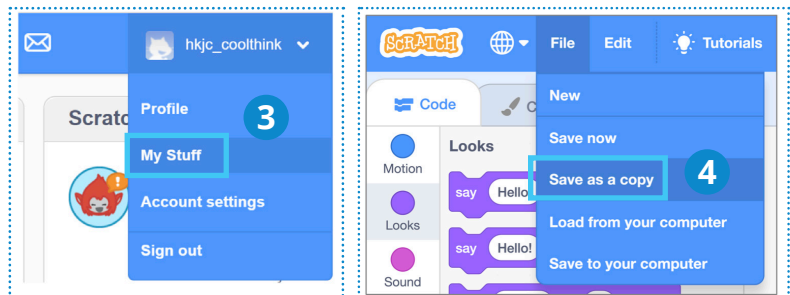 hkjc_coolthink
Scratc
Profile
3
My Stuff
Account settings
Sign out
SCRATCH
File
Edit
Tutorials
Code
C
New
Looks
Save now
Motion
Save as a copy
4
say
Hello
Load from your computer
Looks
say
Hello!
Save to your computer
Sound